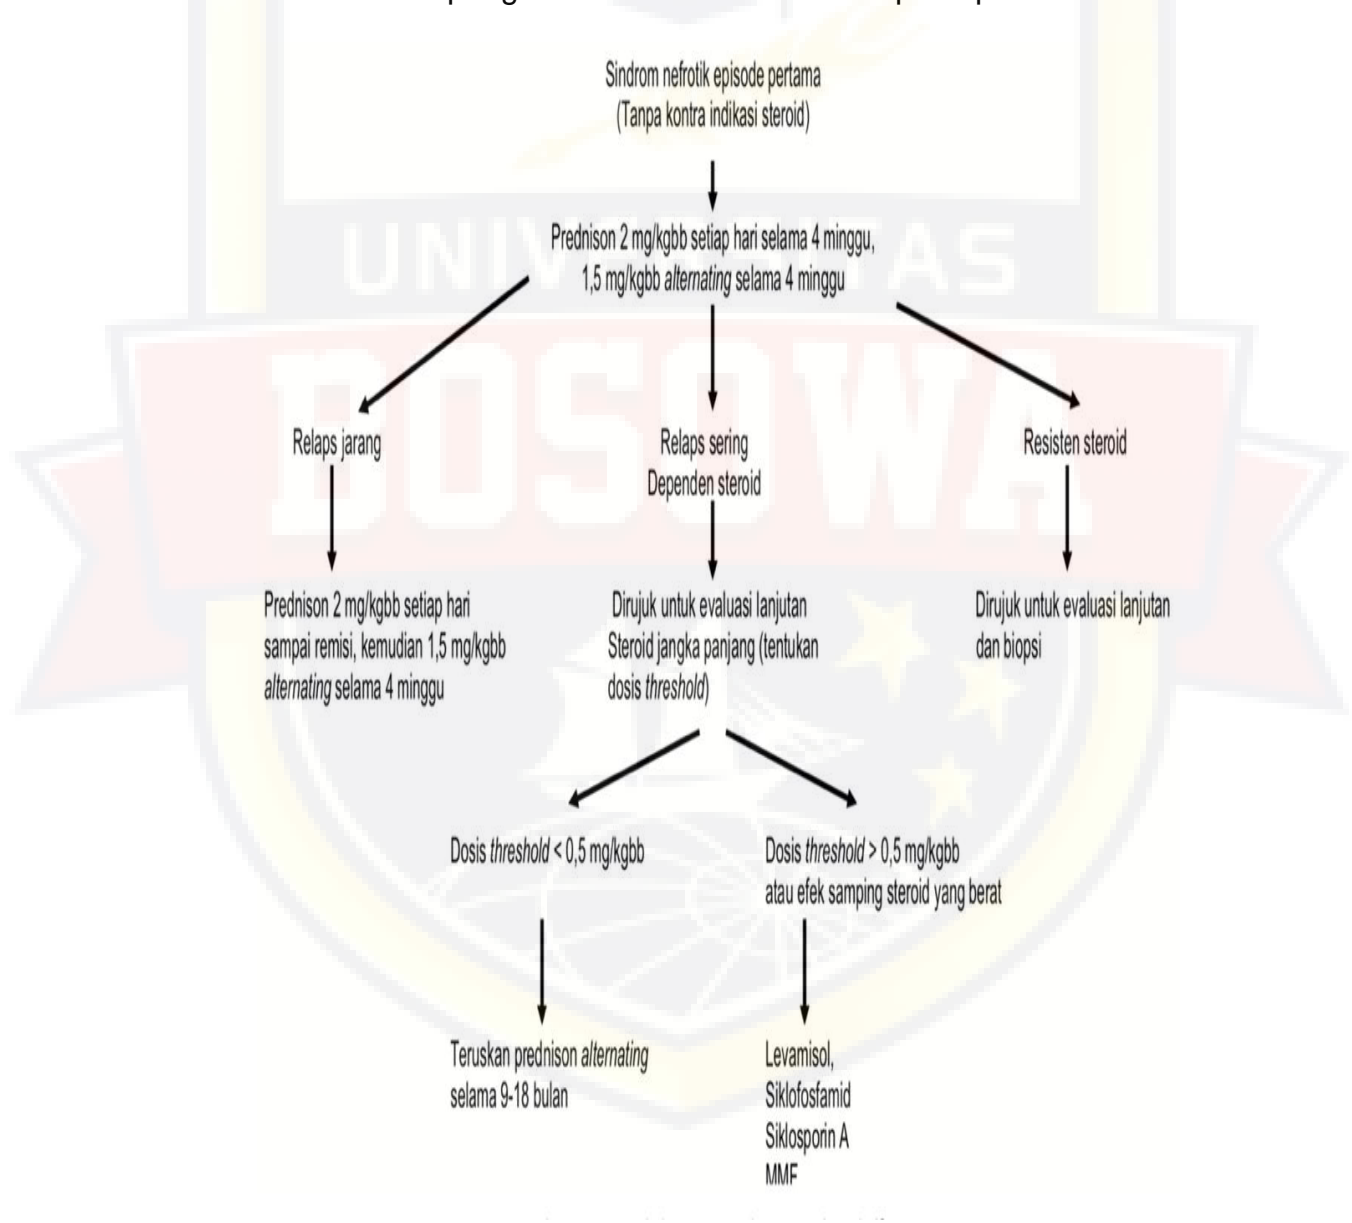 Sindrom nefrotik episode pertama
(Tanpa kontra indikasi steroid)
Prednison 2 mg/kgbb setiap hari selama 4 minggu,
1,5 mg/kgbb alternating selama 4 minggu
UNIVERSITAS
BOSOWA
Relaps jarang
Relaps sering
Dependen steroid
Resisten steroid
Prednison 2 mg/kgbb setiap hari
sampai remisi, kemudian 1,5 mg/kgbb
alternating selama 4 minggu
Dirujuk untuk evaluasi lanjutan
Steroid jangka panjang (tentukan
dosis threshold)
Dirujuk untuk evaluasi lanjutan
dan biopsi
Dosis threshold < 0,5 mg/kgbb
Dosis threshold > 0,5 mg/kgbb
atau efek samping steroid yang berat
Teruskan prednison alternating
selama 9-18 bulan
Levamisol,
Siklofosfamid
Siklosporin A
MMF